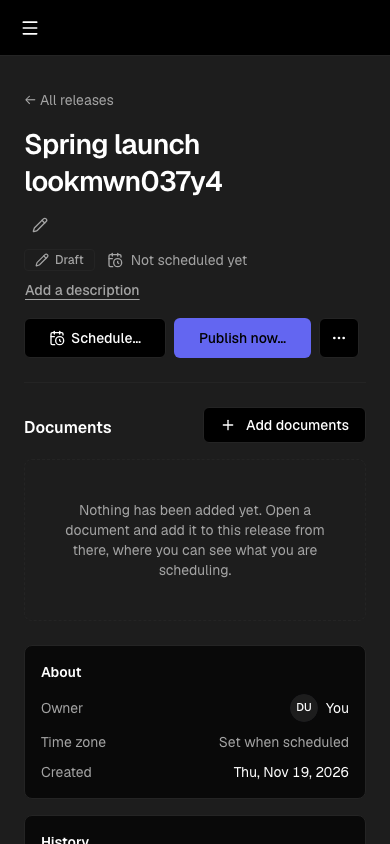 ← All releases
Spring launch
lookmwn037y4
Draft
Not scheduled yet
Add a description
Schedule...
Publish now...
Documents
Add documents
Nothing has been added yet. Open a
document and add it to this release from
there, where you can see what you are
scheduling.
About
Owner
DU
You
Time zone
Set when scheduled
Created
Thu, Nov 19, 2026
History